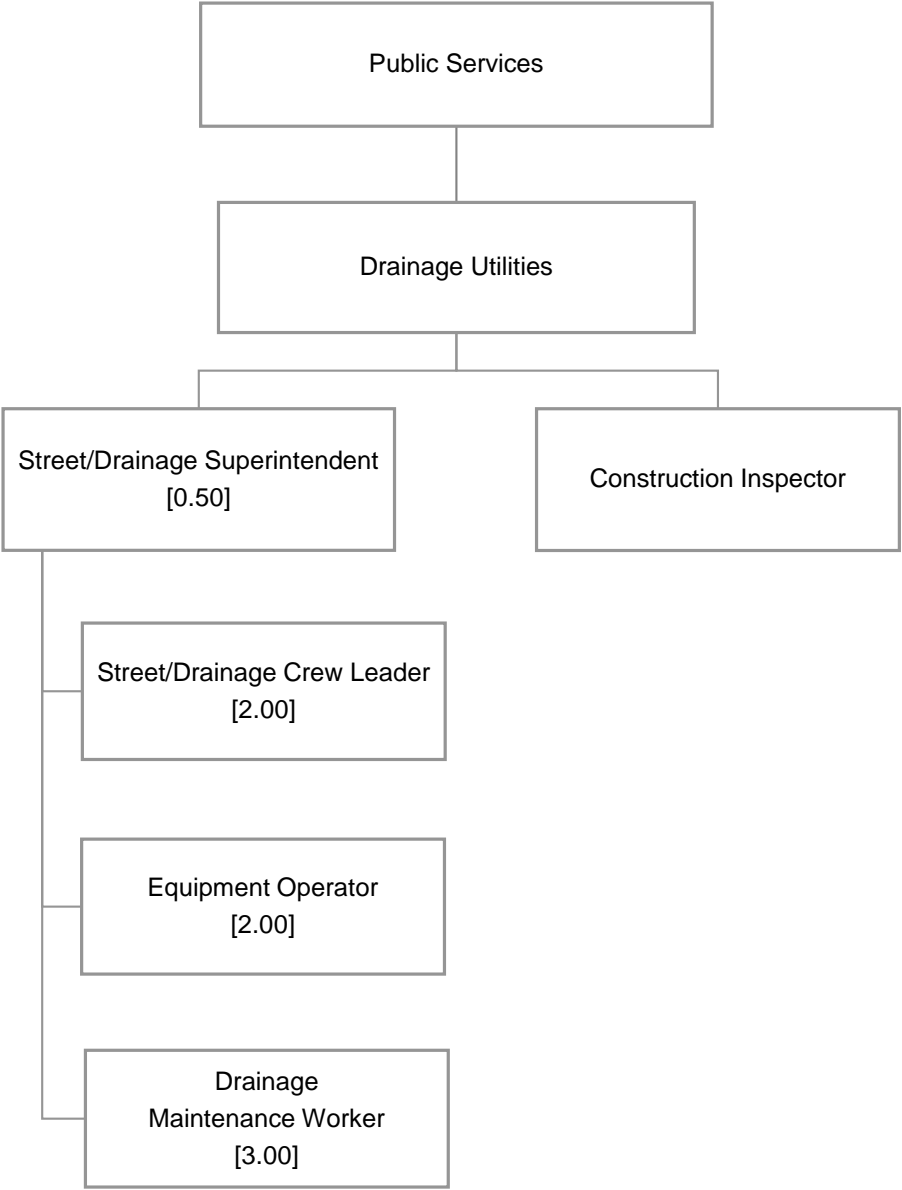 Public Services
Drainage Utilities
Street/Drainage Superintendent
[0.50]
Construction Inspector
Street/Drainage Crew Leader
[2.00]
Equipment Operator
[2.00]
Drainage
Maintenance Worker
[3.00]